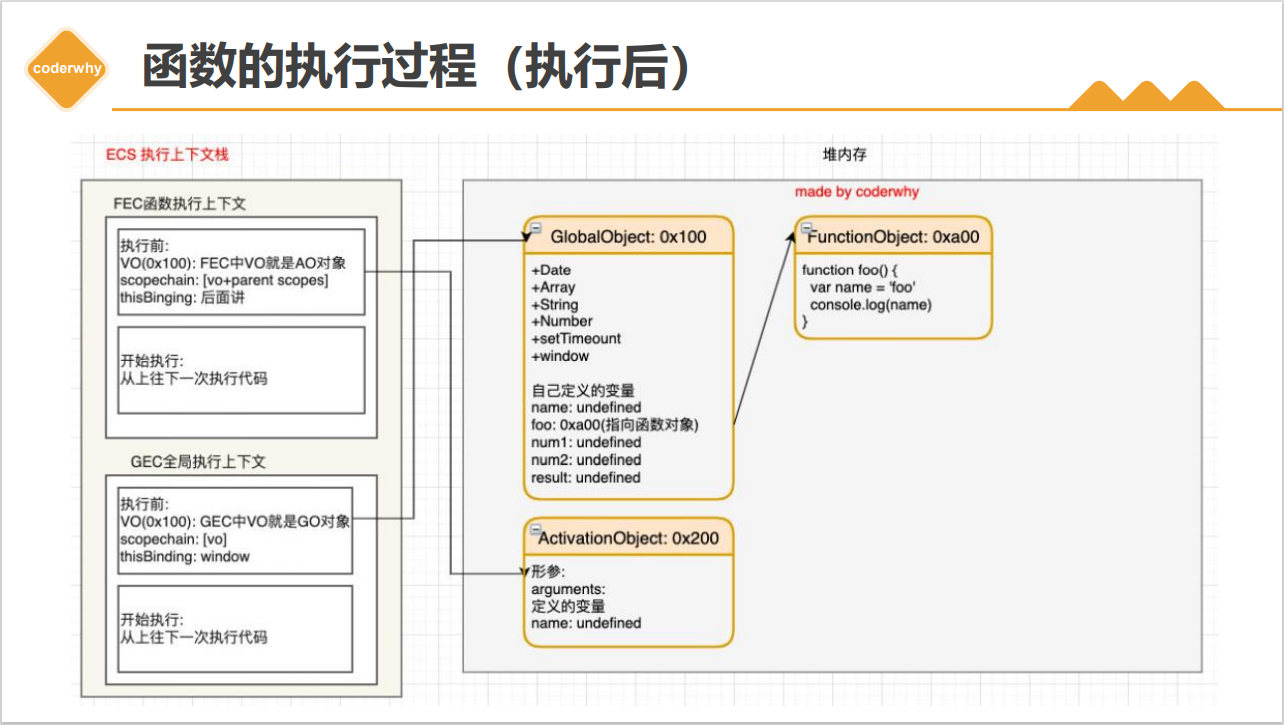 coderwhy
函数的执行过程（执行后）
ECS 执行上下文栈
FEC函数执行上下文
执行前:
VO(0x100): FEC中VO就是AO对象
scopechain: [vo+parent scopes]
thisBinging: 后面讲
开始执行:
从上往下一次执行代码
GEC全局执行上下文
执行前:
VO(0x100): GEC中VO就是GO对象
scopechain: [vo]
thisBinding: window
开始执行:
从上往下一次执行代码
堆内存
made by coderwhy
GlobalObject: 0x100
+Date
+Array
+String
+Number
+setTimeount
+window
自己定义的变量
name: undefined
foo: 0xa00(指向函数对象)
num1: undefined
num2: undefined
result: undefined
FunctionObject: 0xa00
function foo() {
var name = 'foo'
console.log(name)
}
ActivationObject: 0x200
形参:
arguments:
定义的变量
name: undefined